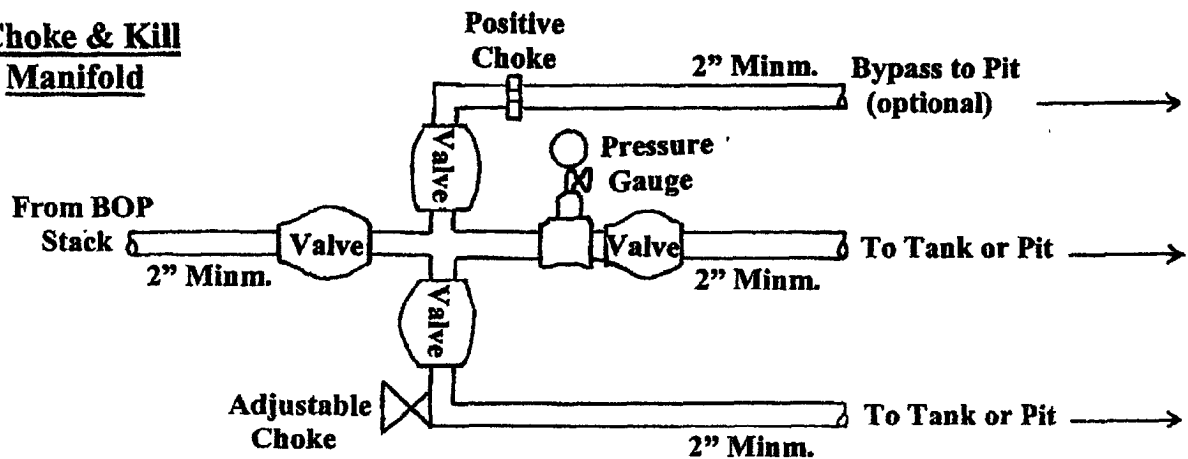 Choke & Kill
Manifold
Positive
Choke
2” Minm.
Bypass to Pit
(optional)
Valve
Pressure
Gauge
From BOP
Stack
Valve
Valve
To Tank or Pit
2” Minm.
2” Minm.
Valve
Adjustable
Choke
To Tank or Pit
2” Minm.